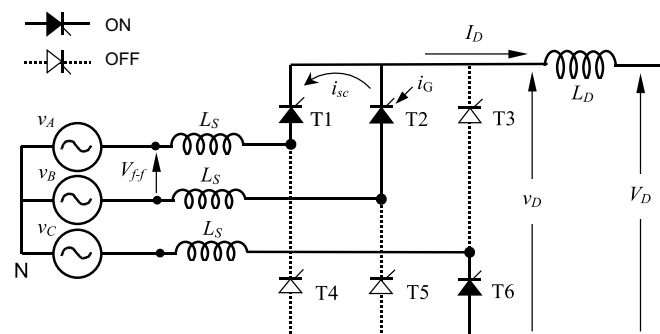 ON
OFF
I_D
i_sc
i_G
L_D
T1
T2
T3
v_A
L_S
V_f-f
v_B
L_S
v_D
V_D
v_C
L_S
N
T4
T5
T6